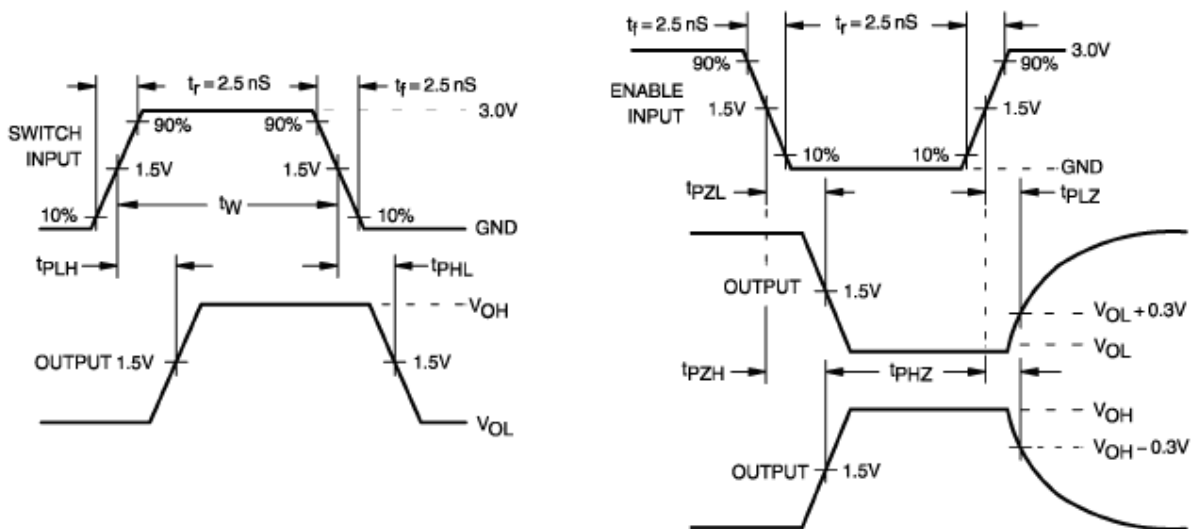 tr = 2.5 nS
tf = 2.5 nS
3.0V
SWITCH
INPUT
90%
90%
1.5V
1.5V
10%
tW
10%
GND
tPLH
tPHL
VOH
OUTPUT 1.5V
1.5V
VOL
tf = 2.5 nS
tr = 2.5 nS
3.0V
90%
90%
ENABLE
INPUT
1.5V
1.5V
10%
10%
GND
tPZL
tPLZ
OUTPUT
1.5V
VOL + 0.3V
VOL
tPZH
tPHZ
VOH
VOH – 0.3V
OUTPUT
1.5V